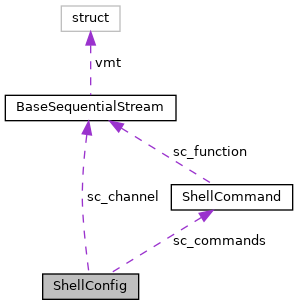 struct
vmt
BaseSequentialStream
sc_function
sc_channel
ShellCommand
sc_commands
ShellConfig